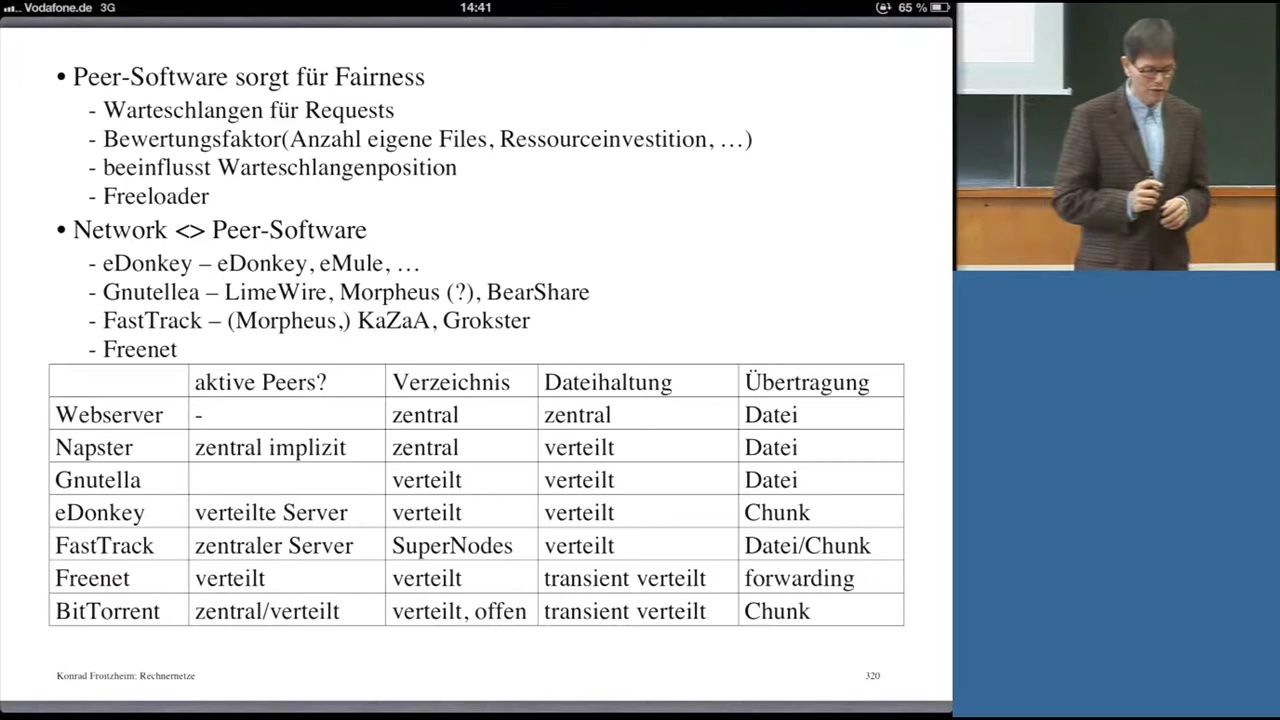 Vodafone.de 3G 14:41 65 %
• Peer-Software sorgt für Fairness
- Warteschlangen für Requests
- Bewertungsfaktor(Anzahl eigene Files, Ressourceinvestition, …)
- beeinflusst Warteschlangenposition
- Freeloader
• Network <> Peer-Software
- eDonkey – eDonkey, eMule, …
- Gnutellea – LimeWire, Morpheus (?), BearShare
- FastTrack – (Morpheus,) KaZaA, Grokster
- Freenet
aktive Peers? Verzeichnis Dateihaltung Übertragung
Webserver - zentral zentral Datei
Napster zentral implizit zentral verteilt Datei
Gnutella verteilt verteilt Datei
eDonkey verteilte Server verteilt verteilt Chunk
FastTrack zentraler Server SuperNodes verteilt Datei/Chunk
Freenet verteilt verteilt transient verteilt forwarding
BitTorrent zentral/verteilt verteilt, offen transient verteilt Chunk
Konrad Froitzheim: Rechnernetze 320